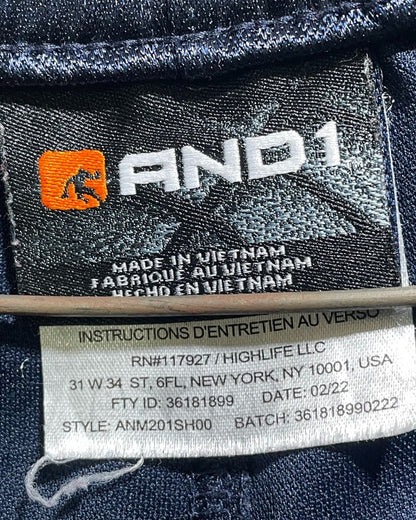 AND1
MADE IN VIETNAM
FABRIQUE AU VIETNAM
HECHO EN VIETNAM
INSTRUCTIONS D'ENTRETIEN AU VERSO
RN#117927 / HIGHLIFE LLC
31 W 34 ST, 6FL, NEW YORK, NY 10001, USA
FTY ID: 36181899 DATE: 02/22
STYLE: ANM201SH00 BATCH: 361818990222